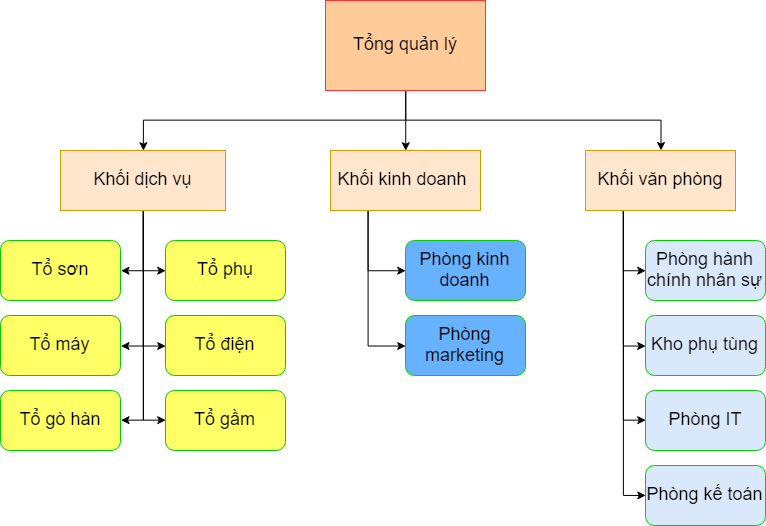 Tổng quản lý
Khối dịch vụ
Khối kinh doanh
Khối văn phòng
Tổ sơn
Tổ phụ
Phòng kinh
doanh
Phòng hành
chính nhân sự
Tổ máy
Tổ điện
Phòng
marketing
Kho phụ tùng
Tổ gò hàn
Tổ gầm
Phòng IT
Phòng kế toán